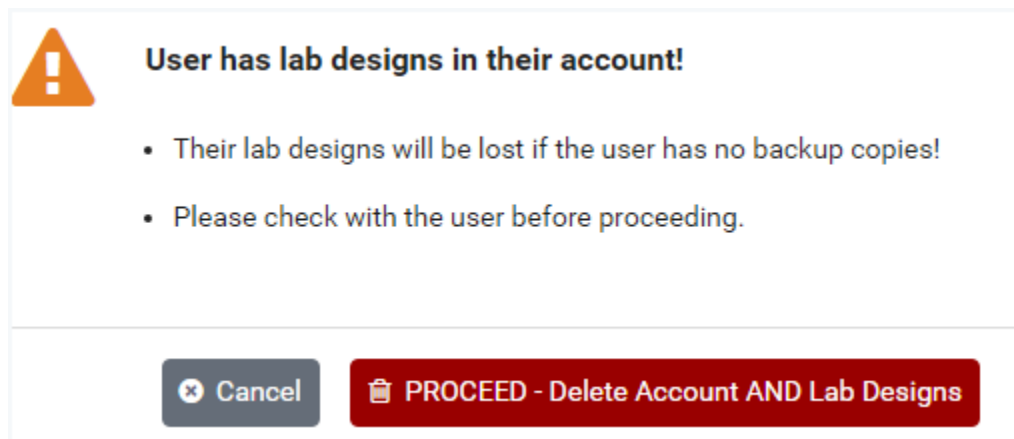 User has lab designs in their account!
• Their lab designs will be lost if the user has no backup copies!
• Please check with the user before proceeding.
Cancel
PROCEED - Delete Account AND Lab Designs